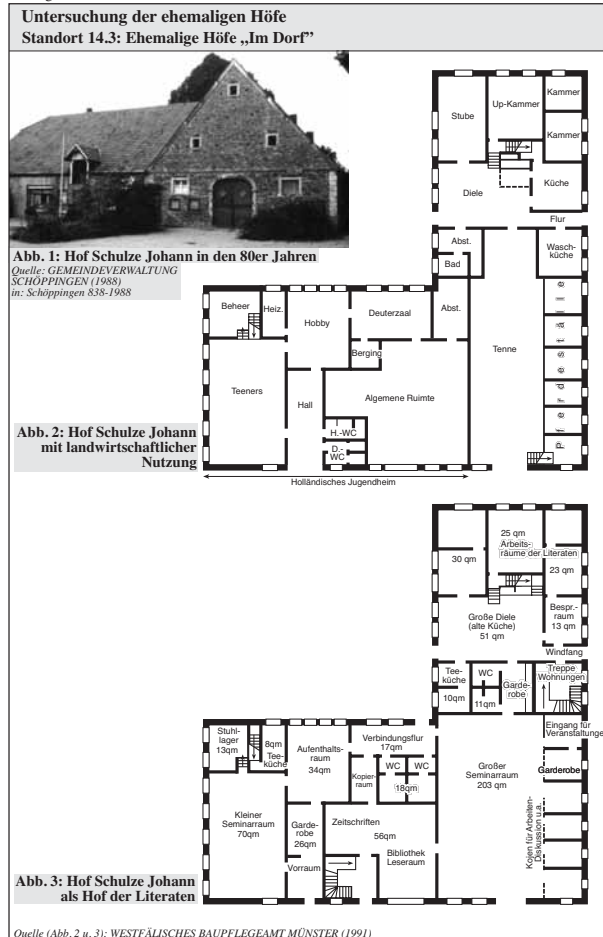 Untersuchung der ehemaligen Höfe
Standort 14.3: Ehemalige Höfe „Im Dorf”
Abb. 1: Hof Schulze Johann in den 80er Jahren
Quelle: GEMEINDEVERWALTUNG
SCHÖPPINGEN (1988)
in: Schöppingen 838-1988
Stube
Up-Kammer
Kammer
Kammer
Diele
Küche
Flur
Abst.
Bad
Wasch-
küche
Beheer
Heiz.
Hobby
Deuterzaal
Abst.
Berging
Tenne
Pferdeställe
Teeners
Hall
Algemene Ruimte
H.-WC
D.-
WC
Abb. 2: Hof Schulze Johann
mit landwirtschaftlicher
Nutzung
Holländisches Jugendheim
25 qm
Arbeits-
räume der Literaten
30 qm
23 qm
Große Diele
(alte Küche)
51 qm
Bespr.-
raum
13 qm
Windfang
Tee-
küche
10qm
WC
11qm
Garde-
robe
Treppe
Wohnungen
Eingang für
Veranstaltunge
Stuhl-
lager
13qm
8qm
Tee-
küche
Aufenthalts-
raum
34qm
Verbindungsflur
17qm
Kopier-
raum
WC
WC
18qm
Großer
Seminarraum
203 qm
Garderobe
Kojen für Arbeiten-
Diskussion u.a.
Kleiner
Seminarraum
70qm
Garde-
robe
26qm
Zeitschriften
56qm
Bibliothek
Leseraum
Vorraum
Abb. 3: Hof Schulze Johann
als Hof der Literaten
Quelle (Abb. 2 u. 3): WESTFÄLISCHES BAUPFLEGEAMT MÜNSTER (1991)